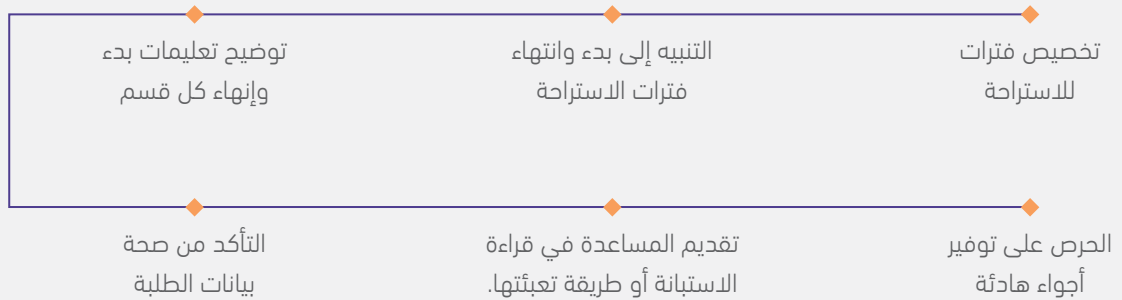 تخصيص فترات
للاستراحة
التنبيه إلى بدء وانتهاء
فترات الاستراحة
توضيح تعليمات بدء
وإنهاء كل قسم
الحرص على توفير
أجواء هادئة
تقديم المساعدة في قراءة
الاستبانة أو طريقة تعبئتها.
التأكد من صحة
بيانات الطلبة